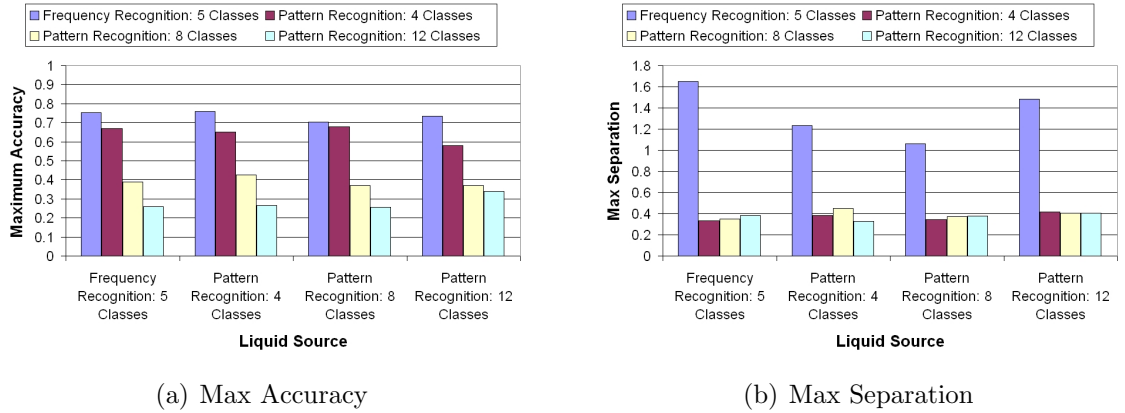 Frequency Recognition: 5 Classes Pattern Recognition: 4 Classes
Pattern Recognition: 8 Classes Pattern Recognition: 12 Classes
Maximum Accuracy
1
0.9
0.8
0.7
0.6
0.5
0.4
0.3
0.2
0.1
0
Frequency Recognition: 5 Classes
Pattern Recognition: 4 Classes
Pattern Recognition: 8 Classes
Pattern Recognition: 12 Classes
Liquid Source
(a) Max Accuracy
Frequency Recognition: 5 Classes Pattern Recognition: 4 Classes
Pattern Recognition: 8 Classes Pattern Recognition: 12 Classes
Max Separation
1.8
1.6
1.4
1.2
1
0.8
0.6
0.4
0.2
0
Frequency Recognition: 5 Classes
Pattern Recognition: 4 Classes
Pattern Recognition: 8 Classes
Pattern Recognition: 12 Classes
Liquid Source
(b) Max Separation